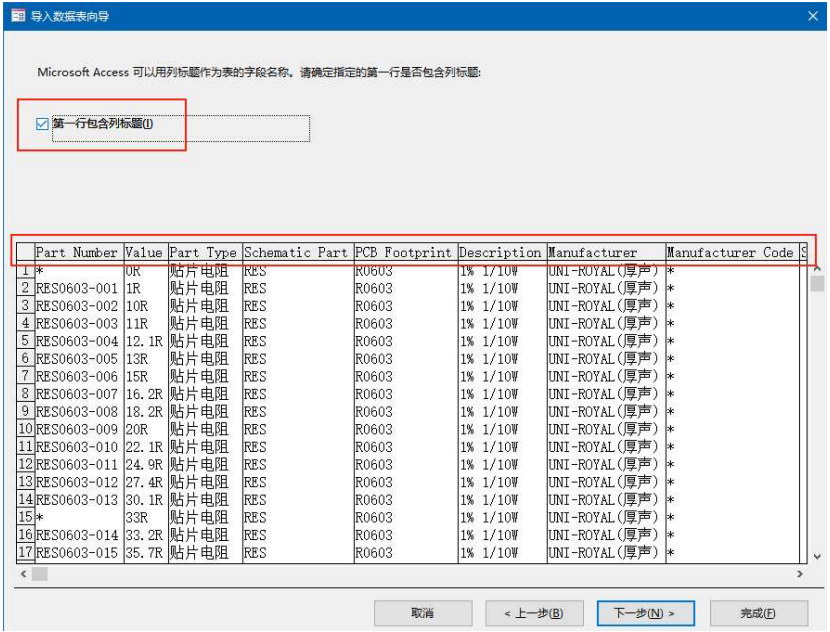 导入数据表向导
Microsoft Access 可以用列标题作为表的字段名称。请确定指定的第一行是否包含列标题:
第一行包含列标题(I)
Part Number Value Part Type Schematic Part PCB Footprint Description Manufacturer Manufacturer Code S
1 * 0R 贴片电阻 RES R0603 1% 1/10W UNI-ROYAL(厚声) *
2 RES0603-001 1R 贴片电阻 RES R0603 1% 1/10W UNI-ROYAL(厚声) *
3 RES0603-002 10R 贴片电阻 RES R0603 1% 1/10W UNI-ROYAL(厚声) *
4 RES0603-003 11R 贴片电阻 RES R0603 1% 1/10W UNI-ROYAL(厚声) *
5 RES0603-004 12.1R 贴片电阻 RES R0603 1% 1/10W UNI-ROYAL(厚声) *
6 RES0603-005 13R 贴片电阻 RES R0603 1% 1/10W UNI-ROYAL(厚声) *
7 RES0603-006 15R 贴片电阻 RES R0603 1% 1/10W UNI-ROYAL(厚声) *
8 RES0603-007 16.2R 贴片电阻 RES R0603 1% 1/10W UNI-ROYAL(厚声) *
9 RES0603-008 18.2R 贴片电阻 RES R0603 1% 1/10W UNI-ROYAL(厚声) *
10 RES0603-009 20R 贴片电阻 RES R0603 1% 1/10W UNI-ROYAL(厚声) *
11 RES0603-010 22.1R 贴片电阻 RES R0603 1% 1/10W UNI-ROYAL(厚声) *
12 RES0603-011 24.9R 贴片电阻 RES R0603 1% 1/10W UNI-ROYAL(厚声) *
13 RES0603-012 27.4R 贴片电阻 RES R0603 1% 1/10W UNI-ROYAL(厚声) *
14 RES0603-013 30.1R 贴片电阻 RES R0603 1% 1/10W UNI-ROYAL(厚声) *
15 * 33R 贴片电阻 RES R0603 1% 1/10W UNI-ROYAL(厚声) *
16 RES0603-014 33.2R 贴片电阻 RES R0603 1% 1/10W UNI-ROYAL(厚声) *
17 RES0603-015 35.7R 贴片电阻 RES R0603 1% 1/10W UNI-ROYAL(厚声) *
取消 < 上一步(B) 下一步(N) > 完成(F)